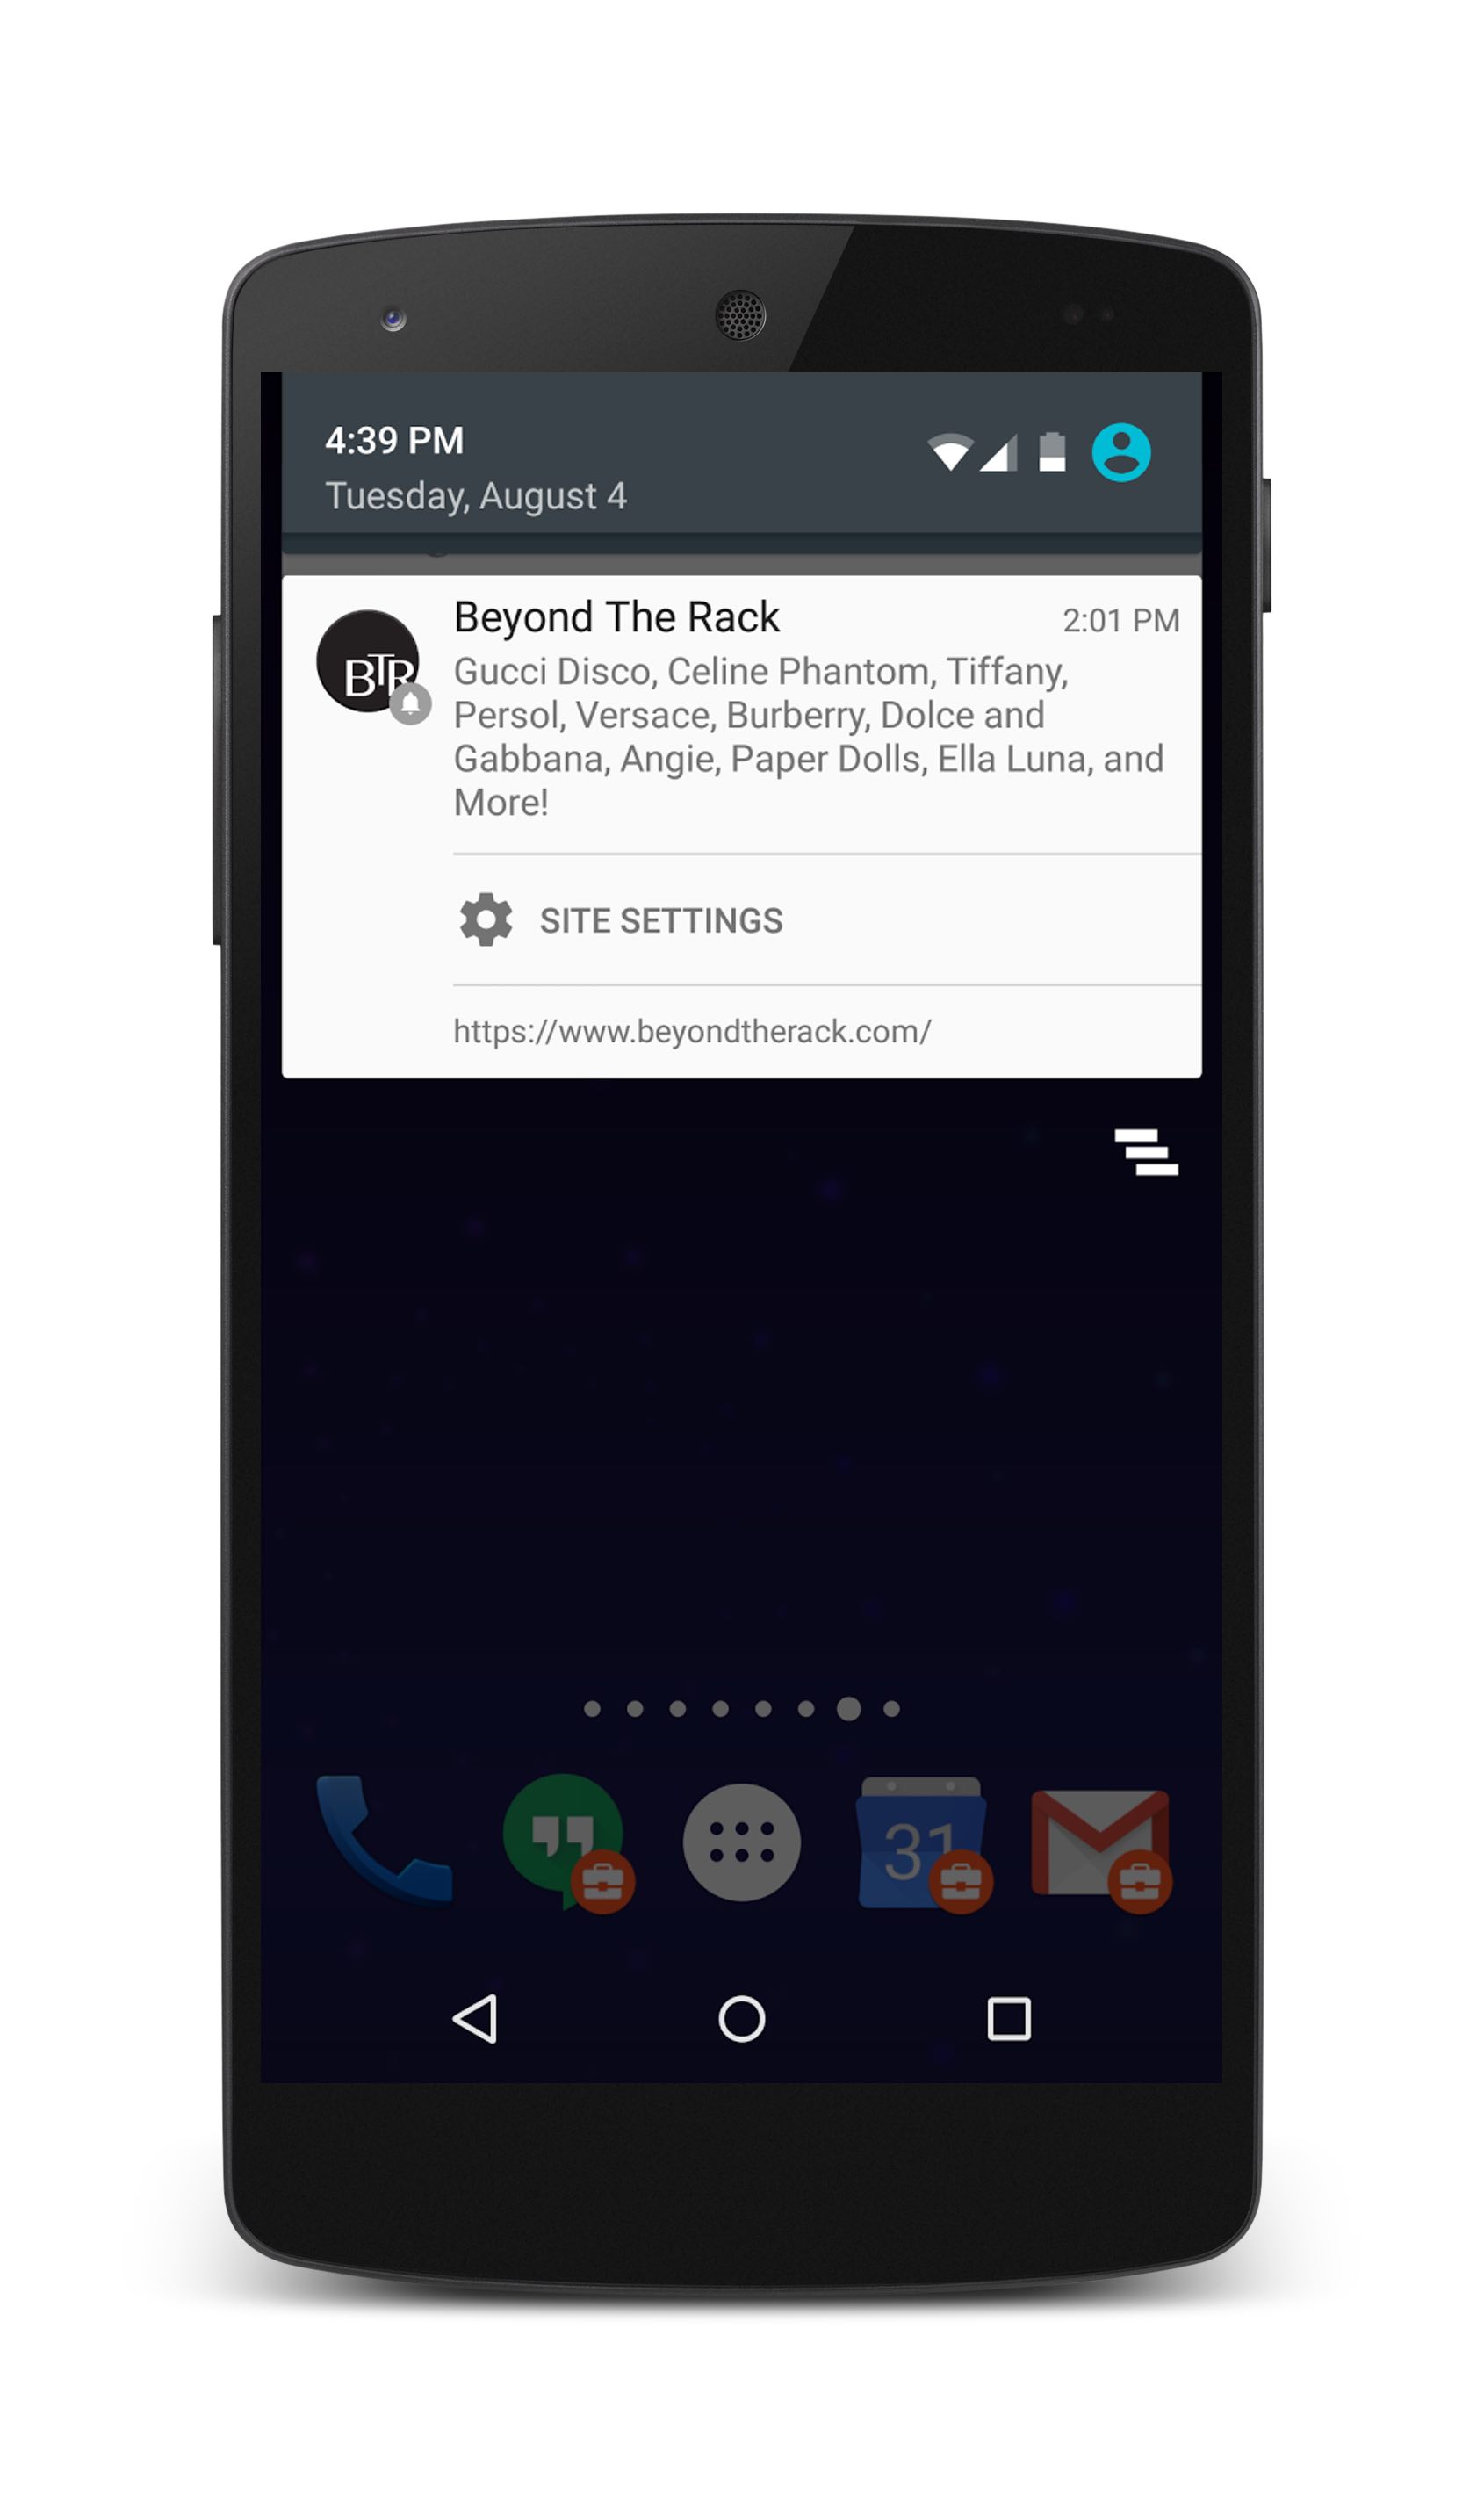 4:39 PM
Tuesday, August 4
BTR
Beyond The Rack
2:01 PM
Gucci Disco, Celine Phantom, Tiffany,
Persol, Versace, Burberry, Dolce and
Gabbana, Angie, Paper Dolls, Ella Luna, and
More!
SITE SETTINGS
https://www.beyondtherack.com/
31